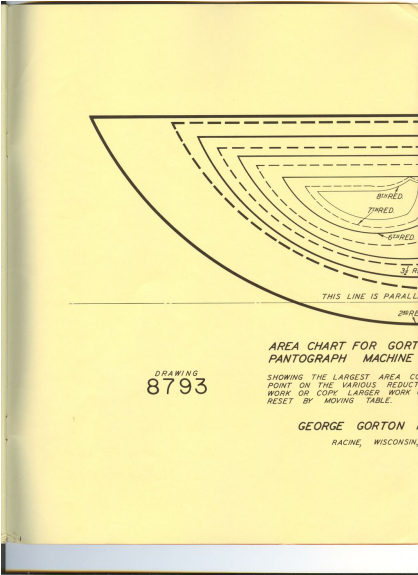 8TH RED.
7TH RED.
6TH RED.
3½ R
THIS LINE IS PARALL
2ND RE
AREA CHART FOR GORT
PANTOGRAPH MACHINE
DRAWING
8793
SHOWING THE LARGEST AREA CO
POINT ON THE VARIOUS REDUCT
WORK OR COPY. LARGER WORK
RESET BY MOVING TABLE.
GEORGE GORTON
RACINE, WISCONSIN,